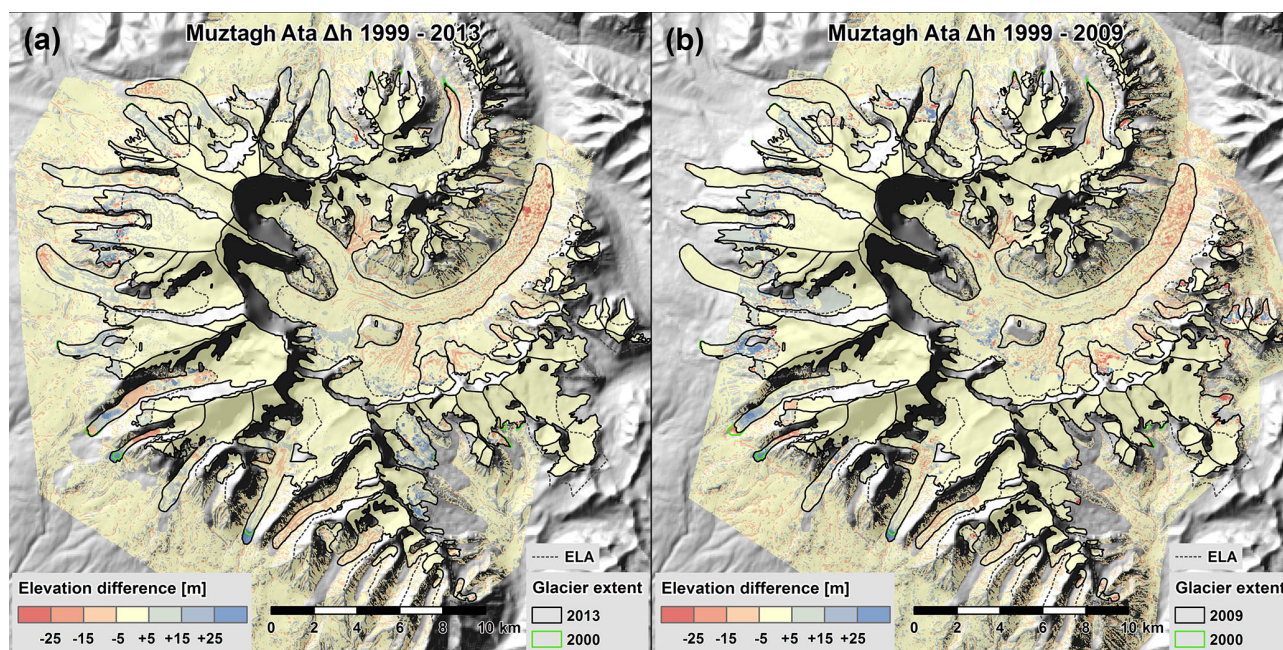 (a)
Muztagh Ata Δh 1999 - 2013
ELA
Elevation difference [m]
-25 -15 -5 +5 +15 +25
0 2 4 6 8 10 km
Glacier extent
2013
2000
(b)
Muztagh Ata Δh 1999 - 2009
ELA
Elevation difference [m]
-25 -15 -5 +5 +15 +25
0 2 4 6 8 10 km
Glacier extent
2009
2000